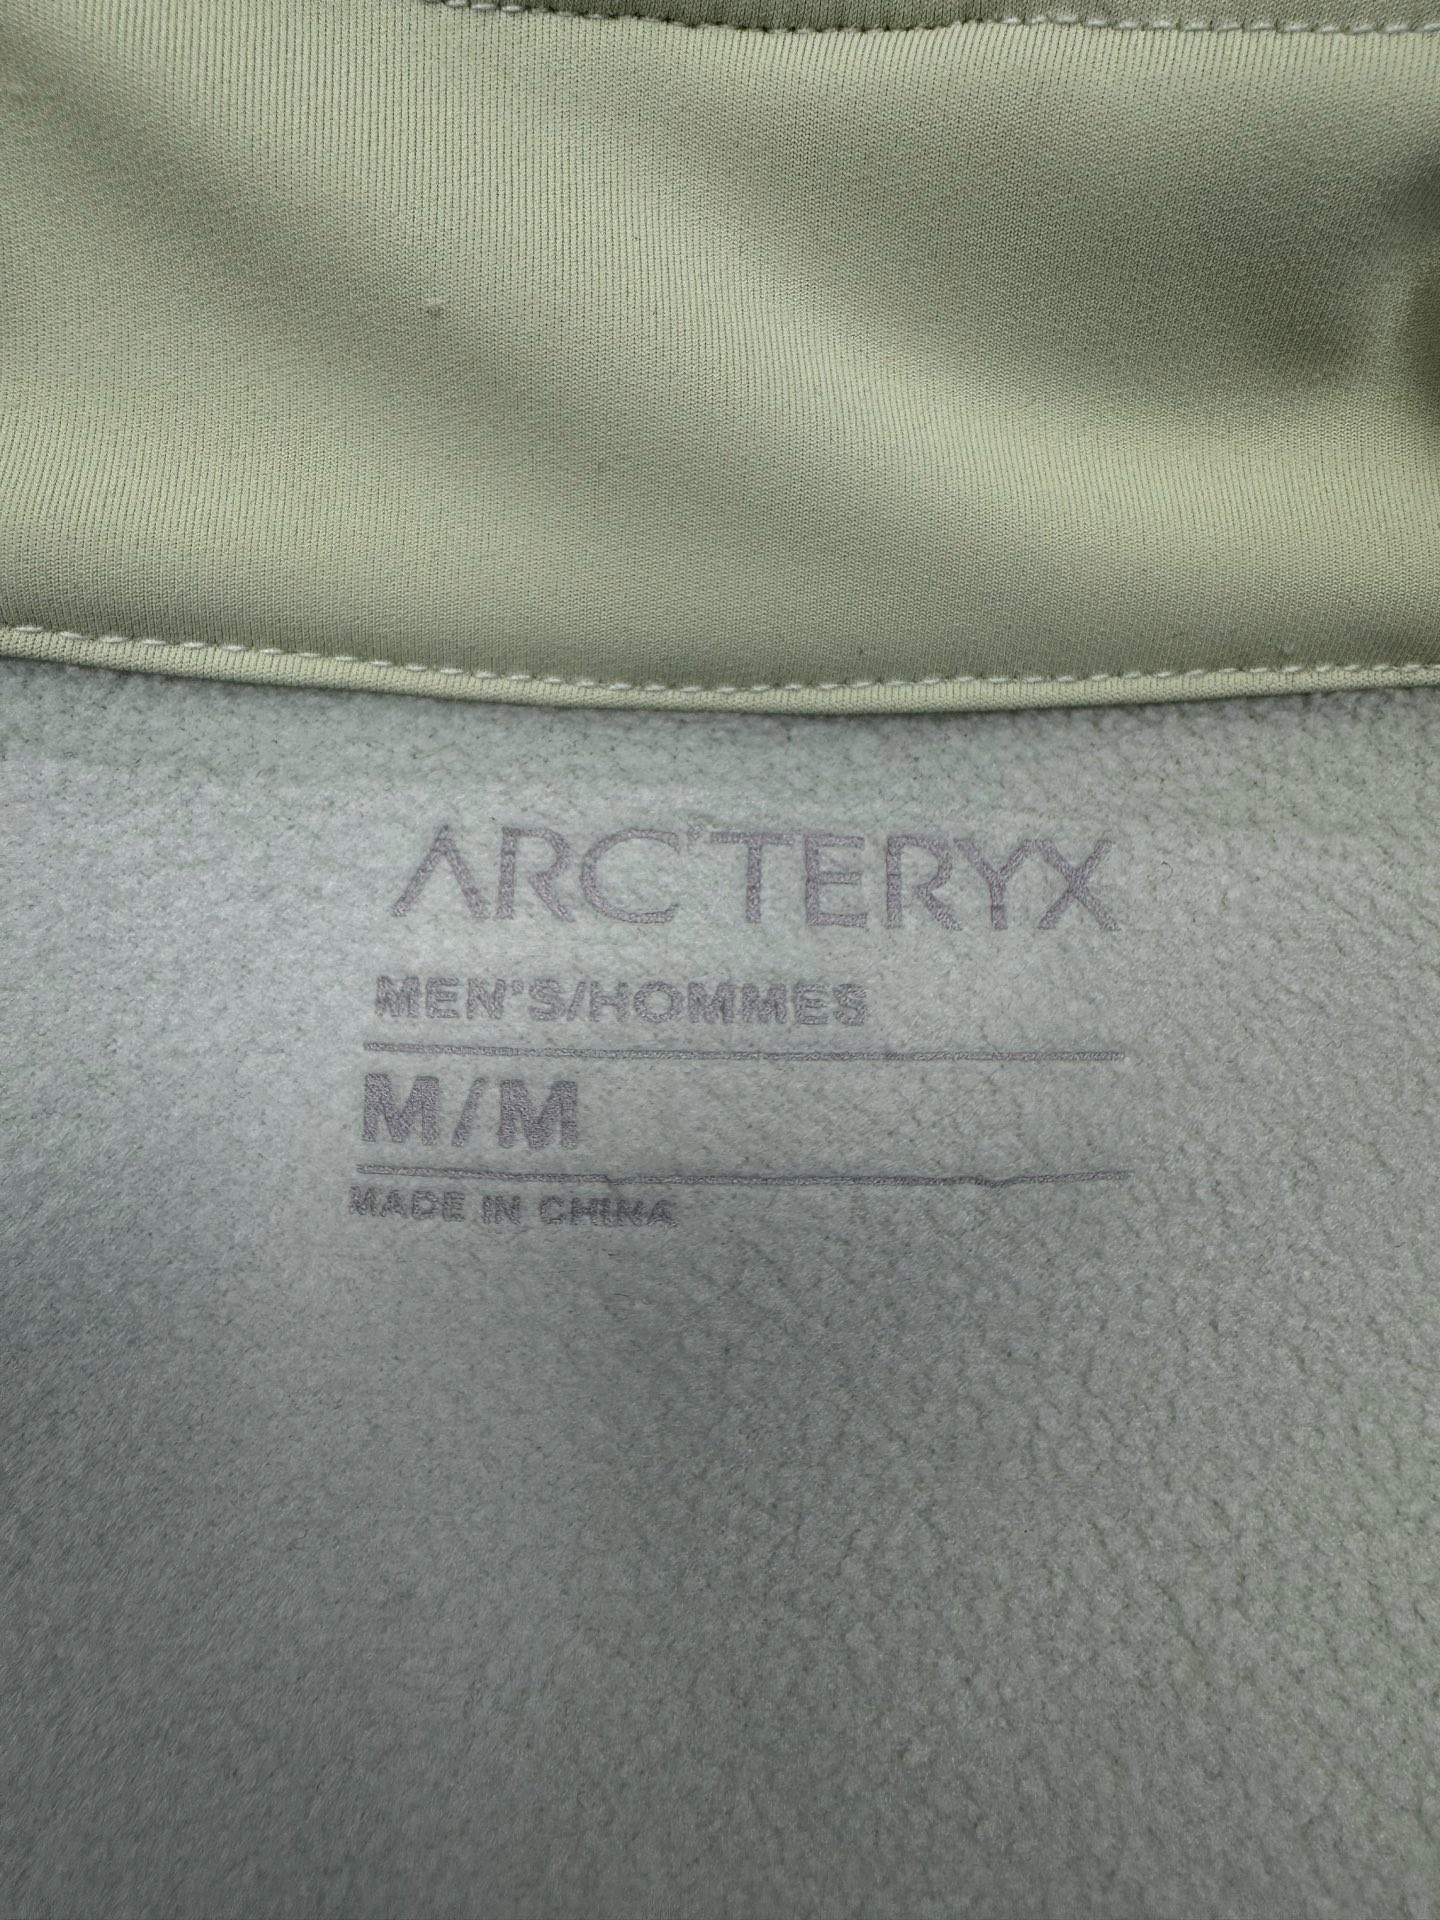 ARC'TERYX
MEN'S/HOMMES
M/M
MADE IN CHINA